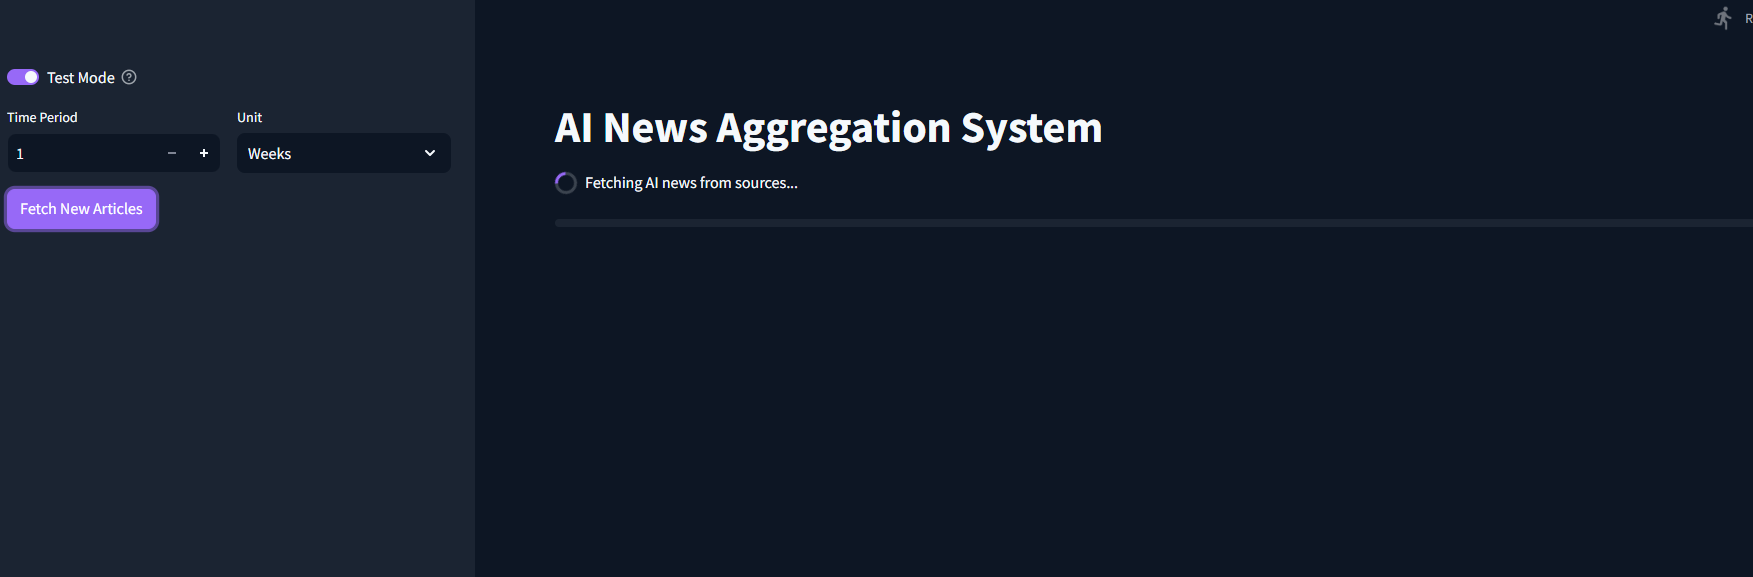 Test Mode
Time Period
Unit
1
Weeks
Fetch New Articles
AI News Aggregation System
Fetching AI news from sources...